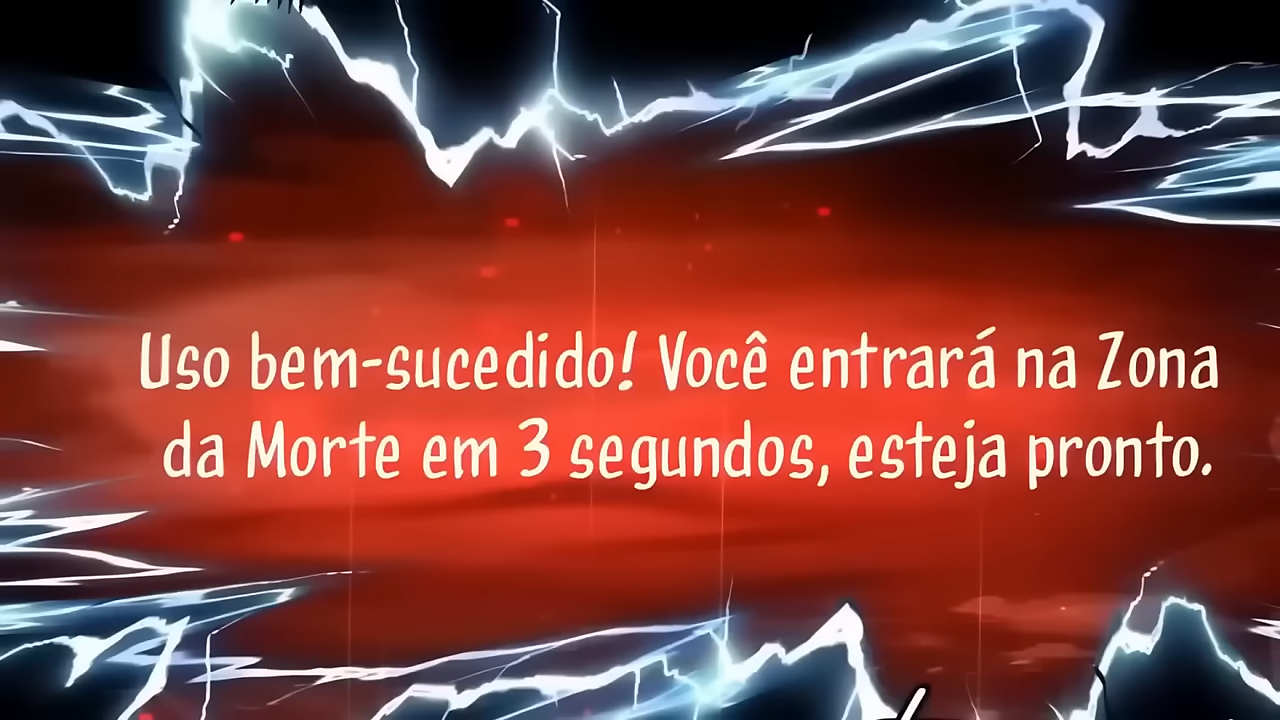 Uso bem-sucedido! Você entrará na Zona
da Morte em 3 segundos, esteja pronto.